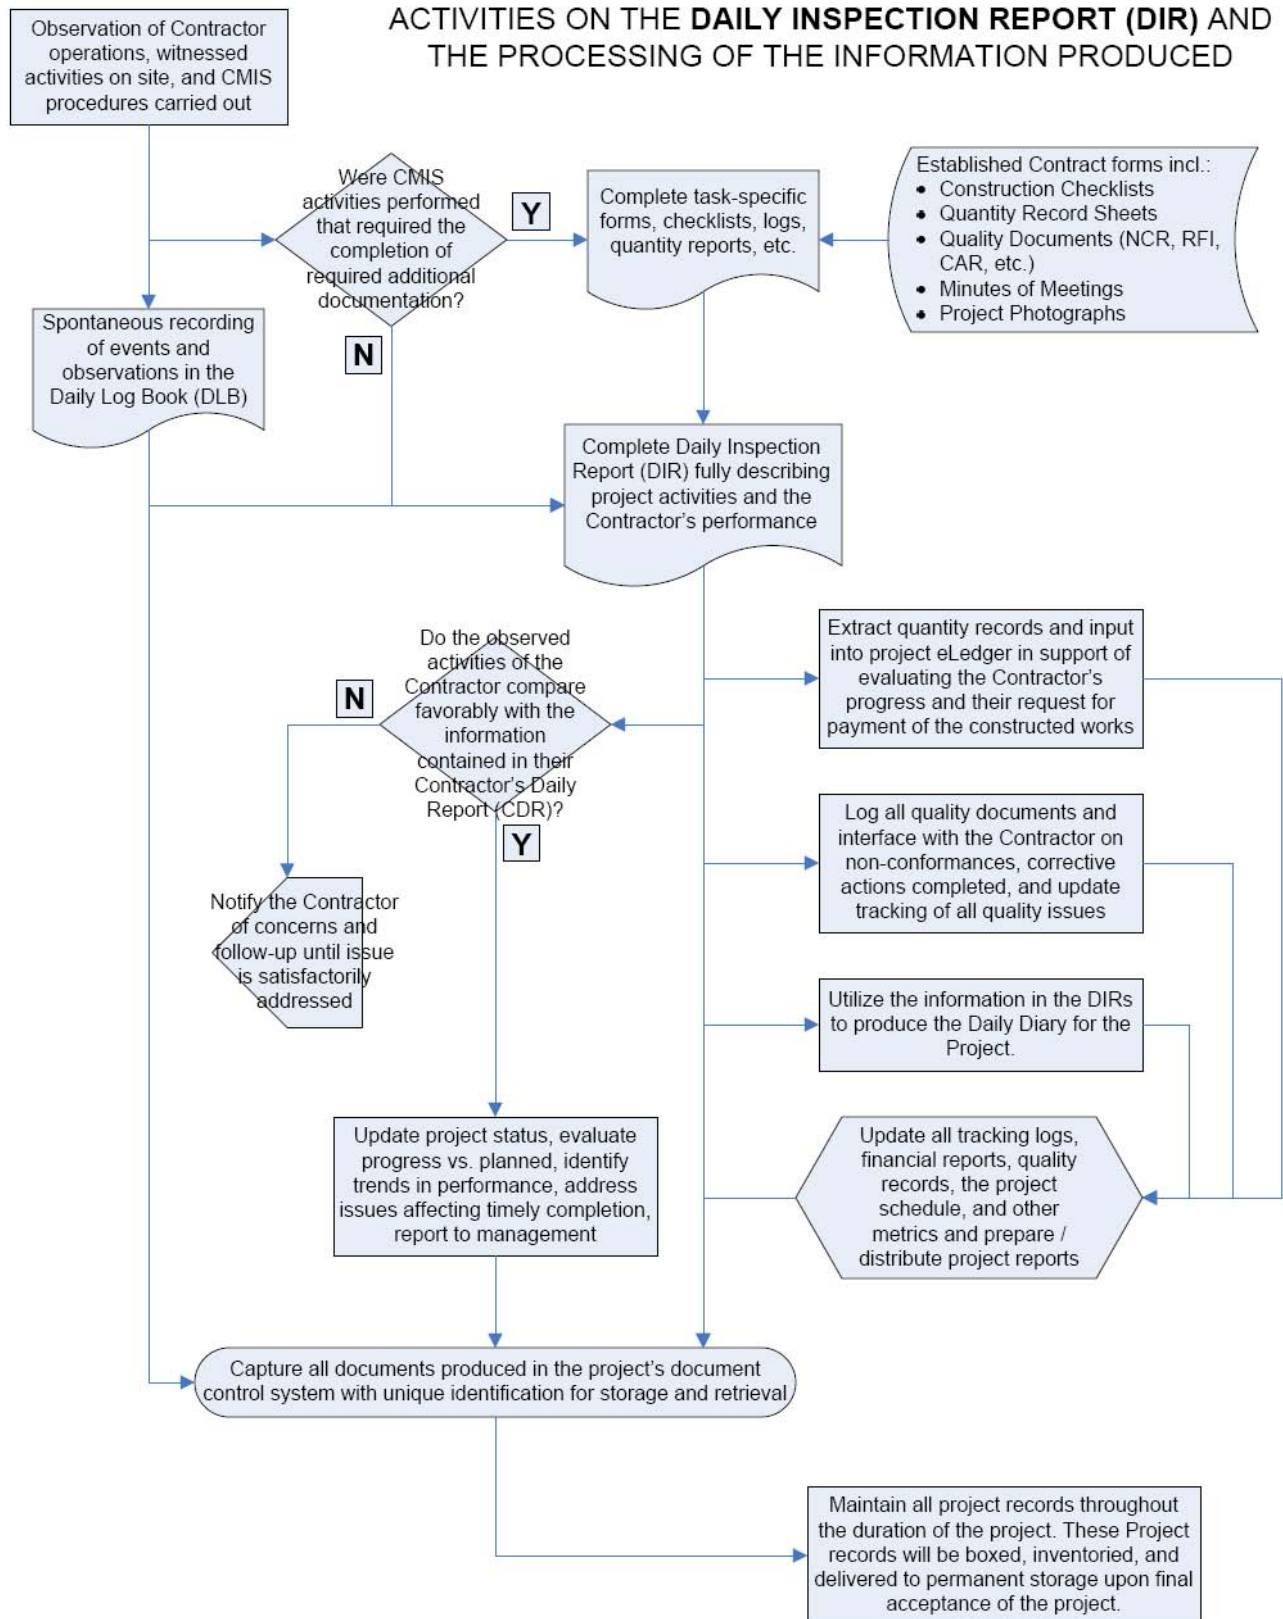 ACTIVITIES ON THE DAILY INSPECTION REPORT (DIR) AND
THE PROCESSING OF THE INFORMATION PRODUCED
Observation of Contractor
operations, witnessed
activities on site, and CMIS
procedures carried out
Were CMIS
activities performed
that required the
completion of
required additional
documentation?
Y
N
Complete task-specific
forms, checklists, logs,
quantity reports, etc.
Established Contract forms incl.:
• Construction Checklists
• Quantity Record Sheets
• Quality Documents (NCR, RFI,
CAR, etc.)
• Minutes of Meetings
• Project Photographs
Spontaneous recording
of events and
observations in the
Daily Log Book (DLB)
Complete Daily Inspection
Report (DIR) fully describing
project activities and the
Contractor's performance
Do the observed
activities of the
Contractor compare
favorably with the
information
contained in their
Contractor's Daily
Report (CDR)?
N
Y
Extract quantity records and input
into project eLedger in support of
evaluating the Contractor's
progress and their request for
payment of the constructed works
Log all quality documents and
interface with the Contractor on
non-conformances, corrective
actions completed, and update
tracking of all quality issues
Notify the Contractor
of concerns and
follow-up until issue
is satisfactorily
addressed
Utilize the information in the DIRs
to produce the Daily Diary for the
Project.
Update project status, evaluate
progress vs. planned, identify
trends in performance, address
issues affecting timely completion,
report to management
Update all tracking logs,
financial reports, quality
records, the project
schedule, and other
metrics and prepare /
distribute project reports
Capture all documents produced in the project's document
control system with unique identification for storage and retrieval
Maintain all project records throughout
the duration of the project. These Project
records will be boxed, inventoried, and
delivered to permanent storage upon final
acceptance of the project.